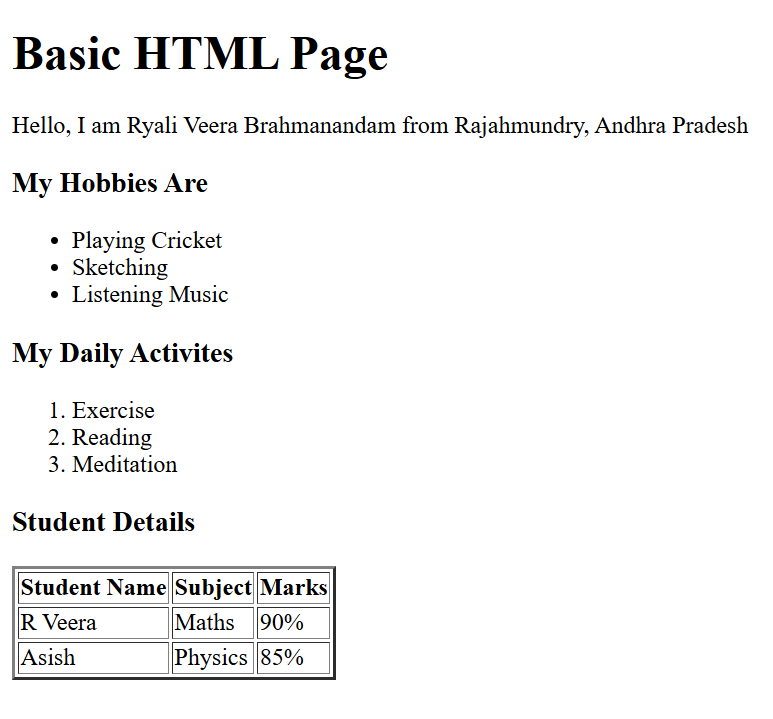 Basic HTML Page
Hello, I am Ryali Veera Brahmanandam from Rajahmundry, Andhra Pradesh
My Hobbies Are
• Playing Cricket
• Sketching
• Listening Music
My Daily Activites
1. Exercise
2. Reading
3. Meditation
Student Details
Student Name Subject Marks
R Veera Maths 90%
Asish Physics 85%